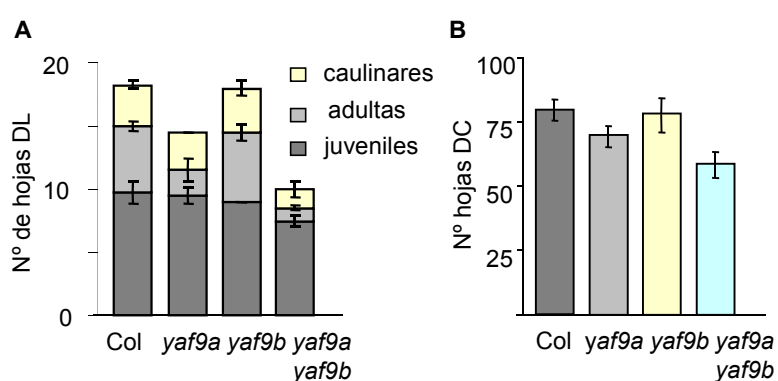 A
Nº de hojas DL
20
10
0
caulinares
adultas
juveniles
Col yaf9a yaf9b yaf9a
yaf9b
B
Nº hojas DC
100
75
50
25
Col yaf9a yaf9b yaf9a
yaf9b